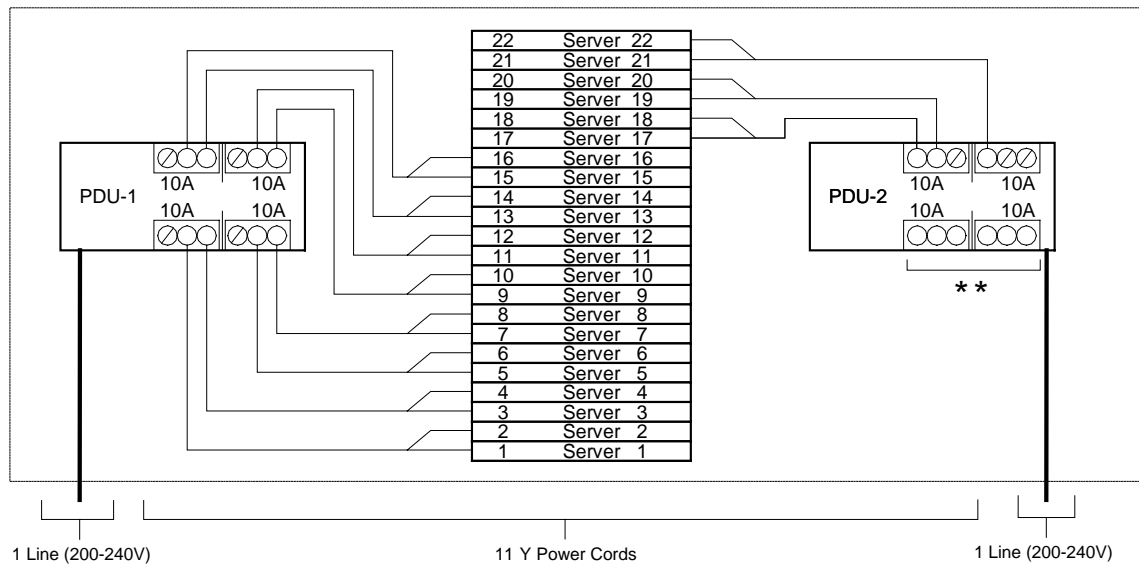 22 Server 22
21 Server 21
20 Server 20
19 Server 19
18 Server 18
17 Server 17
16 Server 16
15 Server 15
14 Server 14
13 Server 13
12 Server 12
11 Server 11
10 Server 10
9 Server 9
8 Server 8
7 Server 7
6 Server 6
5 Server 5
4 Server 4
3 Server 3
2 Server 2
1 Server 1
PDU-1
10A 10A
10A 10A
PDU-2
10A 10A
10A 10A
* *
1 Line (200-240V)
11 Y Power Cords
1 Line (200-240V)